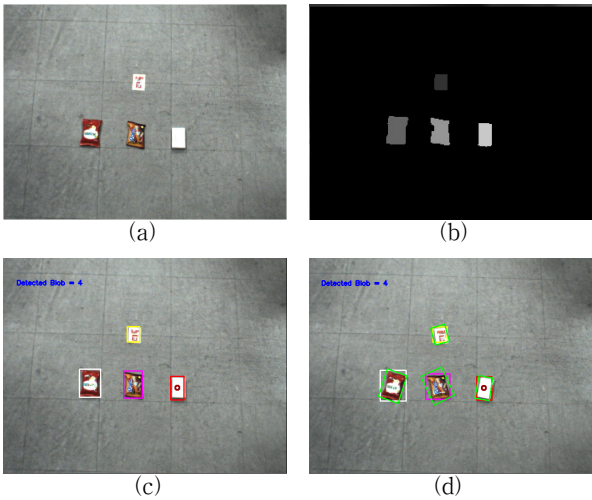 (a)
(b)
Detected Blob = 4
Detected Blob = 4
(c)
(d)